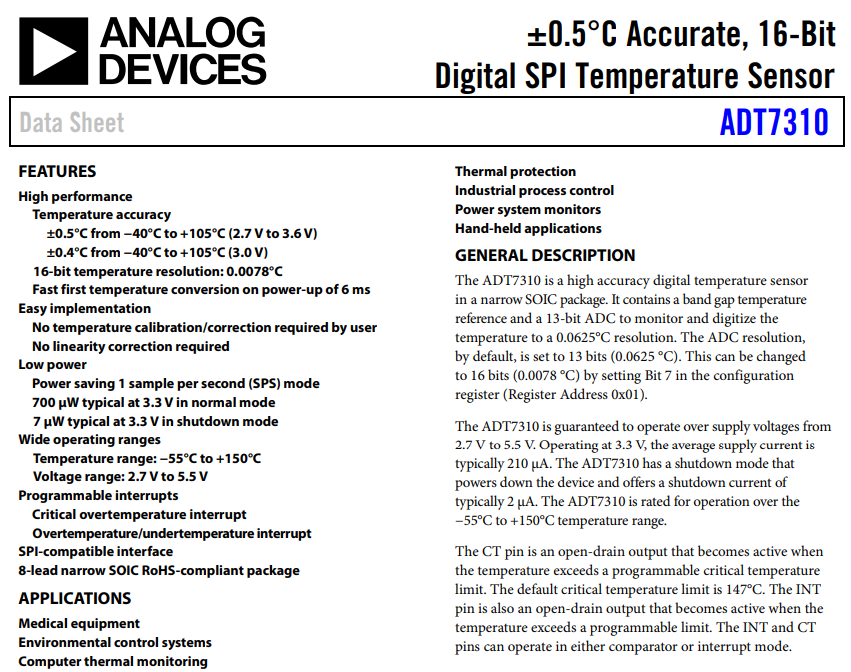 ANALOG
DEVICES
±0.5°C Accurate, 16-Bit
Digital SPI Temperature Sensor
Data Sheet
ADT7310
FEATURES
High performance
Temperature accuracy
±0.5°C from −40°C to +105°C (2.7 V to 3.6 V)
±0.4°C from −40°C to +105°C (3.0 V)
16-bit temperature resolution: 0.0078°C
Fast first temperature conversion on power-up of 6 ms
Easy implementation
No temperature calibration/correction required by user
No linearity correction required
Low power
Power saving 1 sample per second (SPS) mode
700 μW typical at 3.3 V in normal mode
7 μW typical at 3.3 V in shutdown mode
Wide operating ranges
Temperature range: −55°C to +150°C
Voltage range: 2.7 V to 5.5 V
Programmable interrupts
Critical overtemperature interrupt
Overtemperature/undertemperature interrupt
SPI-compatible interface
8-lead narrow SOIC RoHS-compliant package
APPLICATIONS
Medical equipment
Environmental control systems
Computer thermal monitoring
Thermal protection
Industrial process control
Power system monitors
Hand-held applications
GENERAL DESCRIPTION
The ADT7310 is a high accuracy digital temperature sensor
in a narrow SOIC package. It contains a band gap temperature
reference and a 13-bit ADC to monitor and digitize the
temperature to a 0.0625°C resolution. The ADC resolution,
by default, is set to 13 bits (0.0625 °C). This can be changed
to 16 bits (0.0078 °C) by setting Bit 7 in the configuration
register (Register Address 0x01).
The ADT7310 is guaranteed to operate over supply voltages from
2.7 V to 5.5 V. Operating at 3.3 V, the average supply current is
typically 210 μA. The ADT7310 has a shutdown mode that
powers down the device and offers a shutdown current of
typically 2 μA. The ADT7310 is rated for operation over the
−55°C to +150°C temperature range.
The CT pin is an open-drain output that becomes active when
the temperature exceeds a programmable critical temperature
limit. The default critical temperature limit is 147°C. The INT
pin is also an open-drain output that becomes active when the
temperature exceeds a programmable limit. The INT and CT
pins can operate in either comparator or interrupt mode.